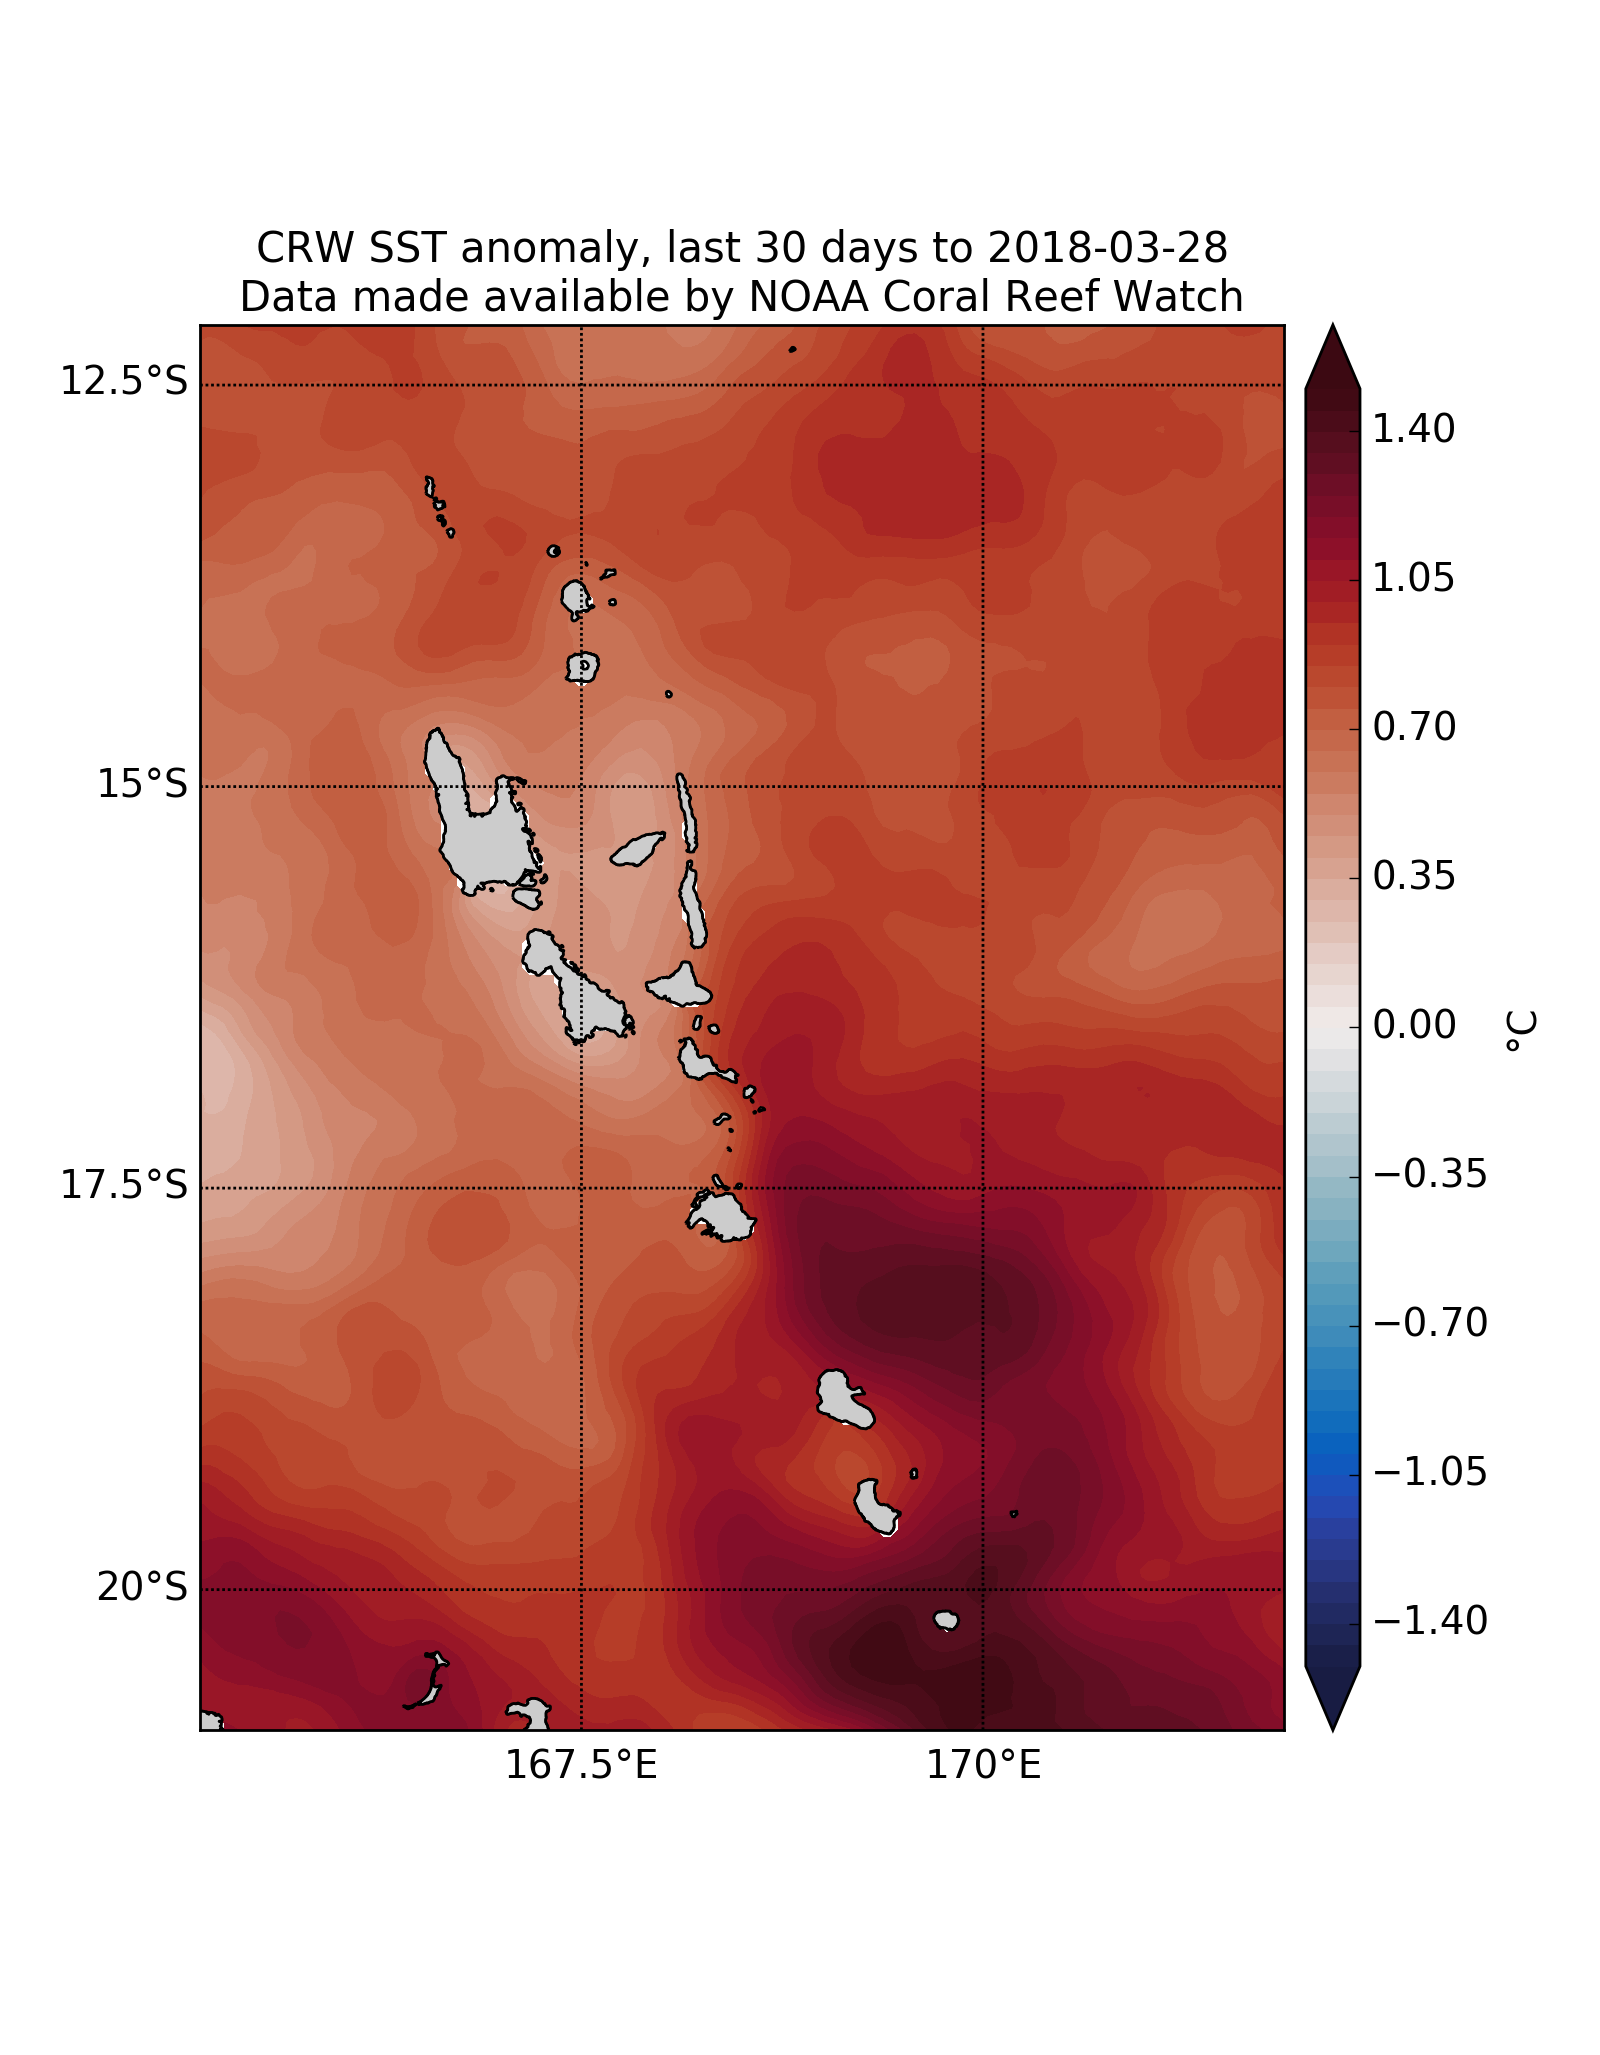 CRW SST anomaly, last 30 days to 2018-03-28
Data made available by NOAA Coral Reef Watch
12.5°S
15°S
17.5°S
20°S
167.5°E
170°E
1.40
1.05
0.70
0.35
0.00
−0.35
−0.70
−1.05
−1.40
°C